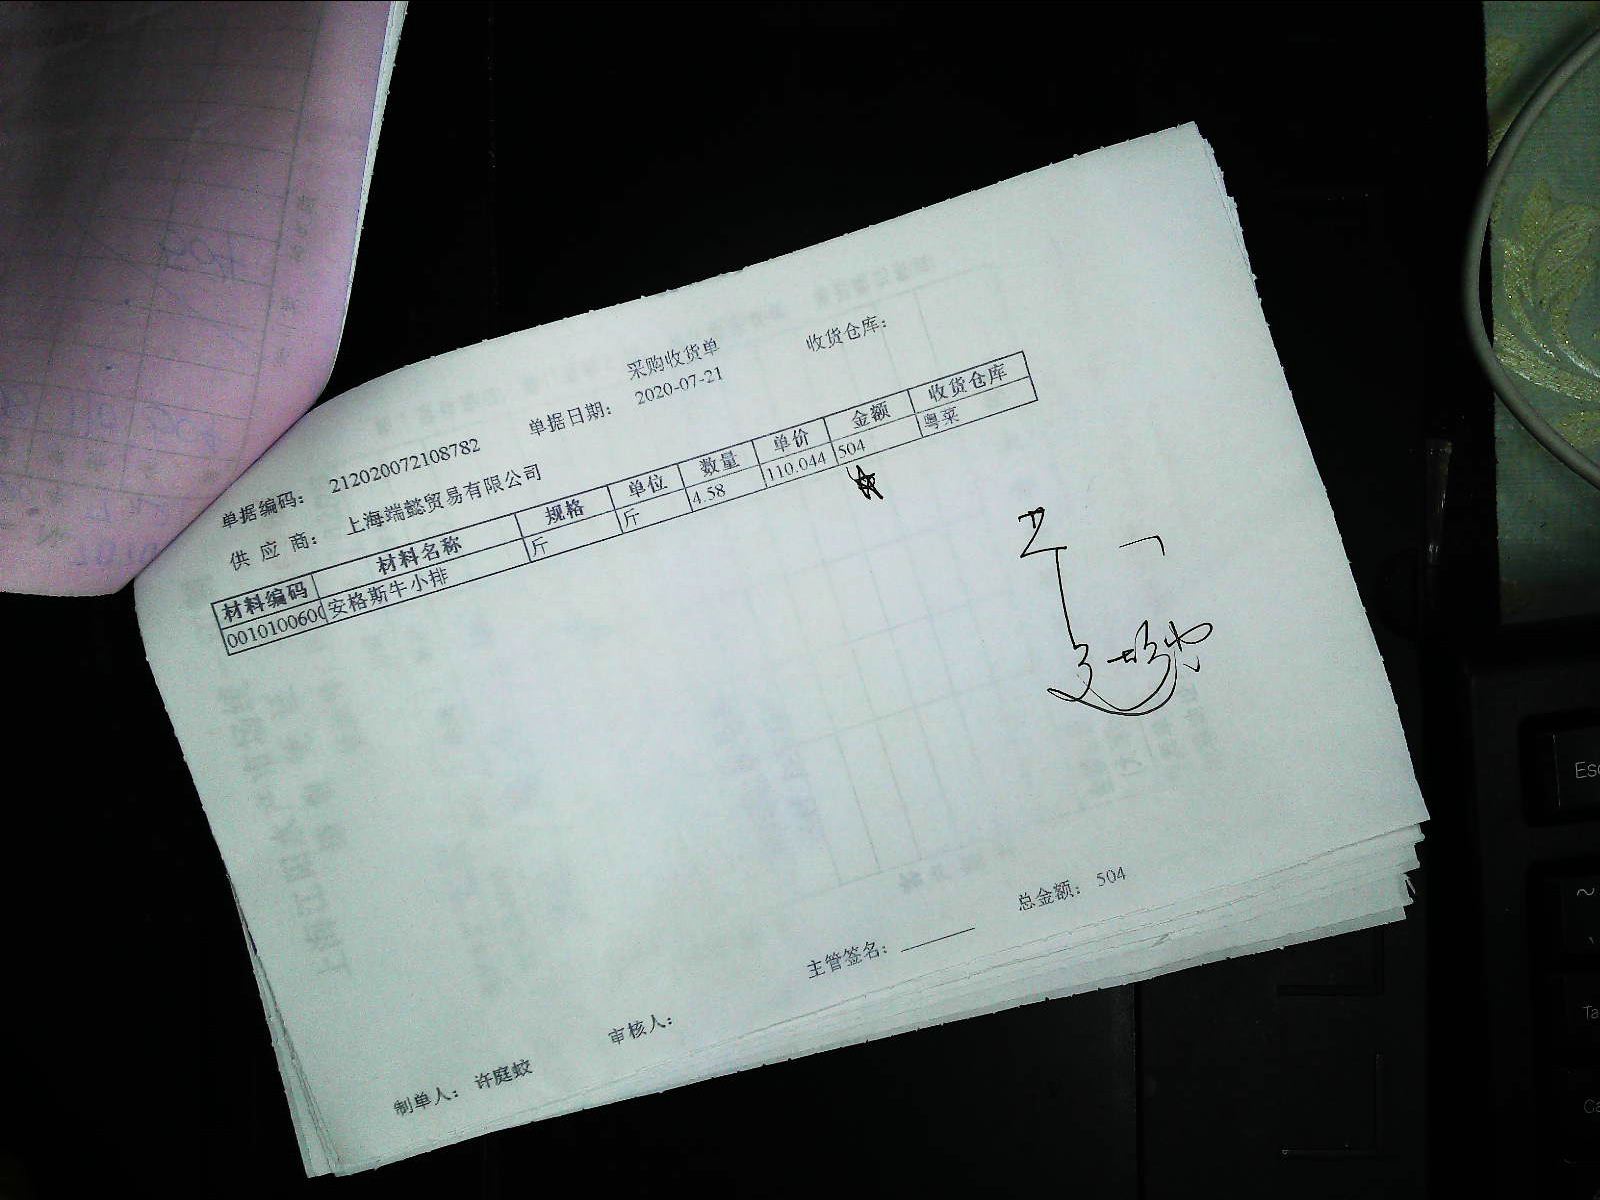 采购收货单 收货仓库：
单据编码： 212020072108782 单据日期： 2020-07-21
供 应 商： 上海端懿贸易有限公司
材料编码 材料名称 规格 单位 数量 单价 金额 收货仓库
0010100600 安格斯牛小排 斤 斤 4.58 110.044 504 粤菜
主管签名： 总金额： 504
制单人： 许庭蛟 审核人：
Esc